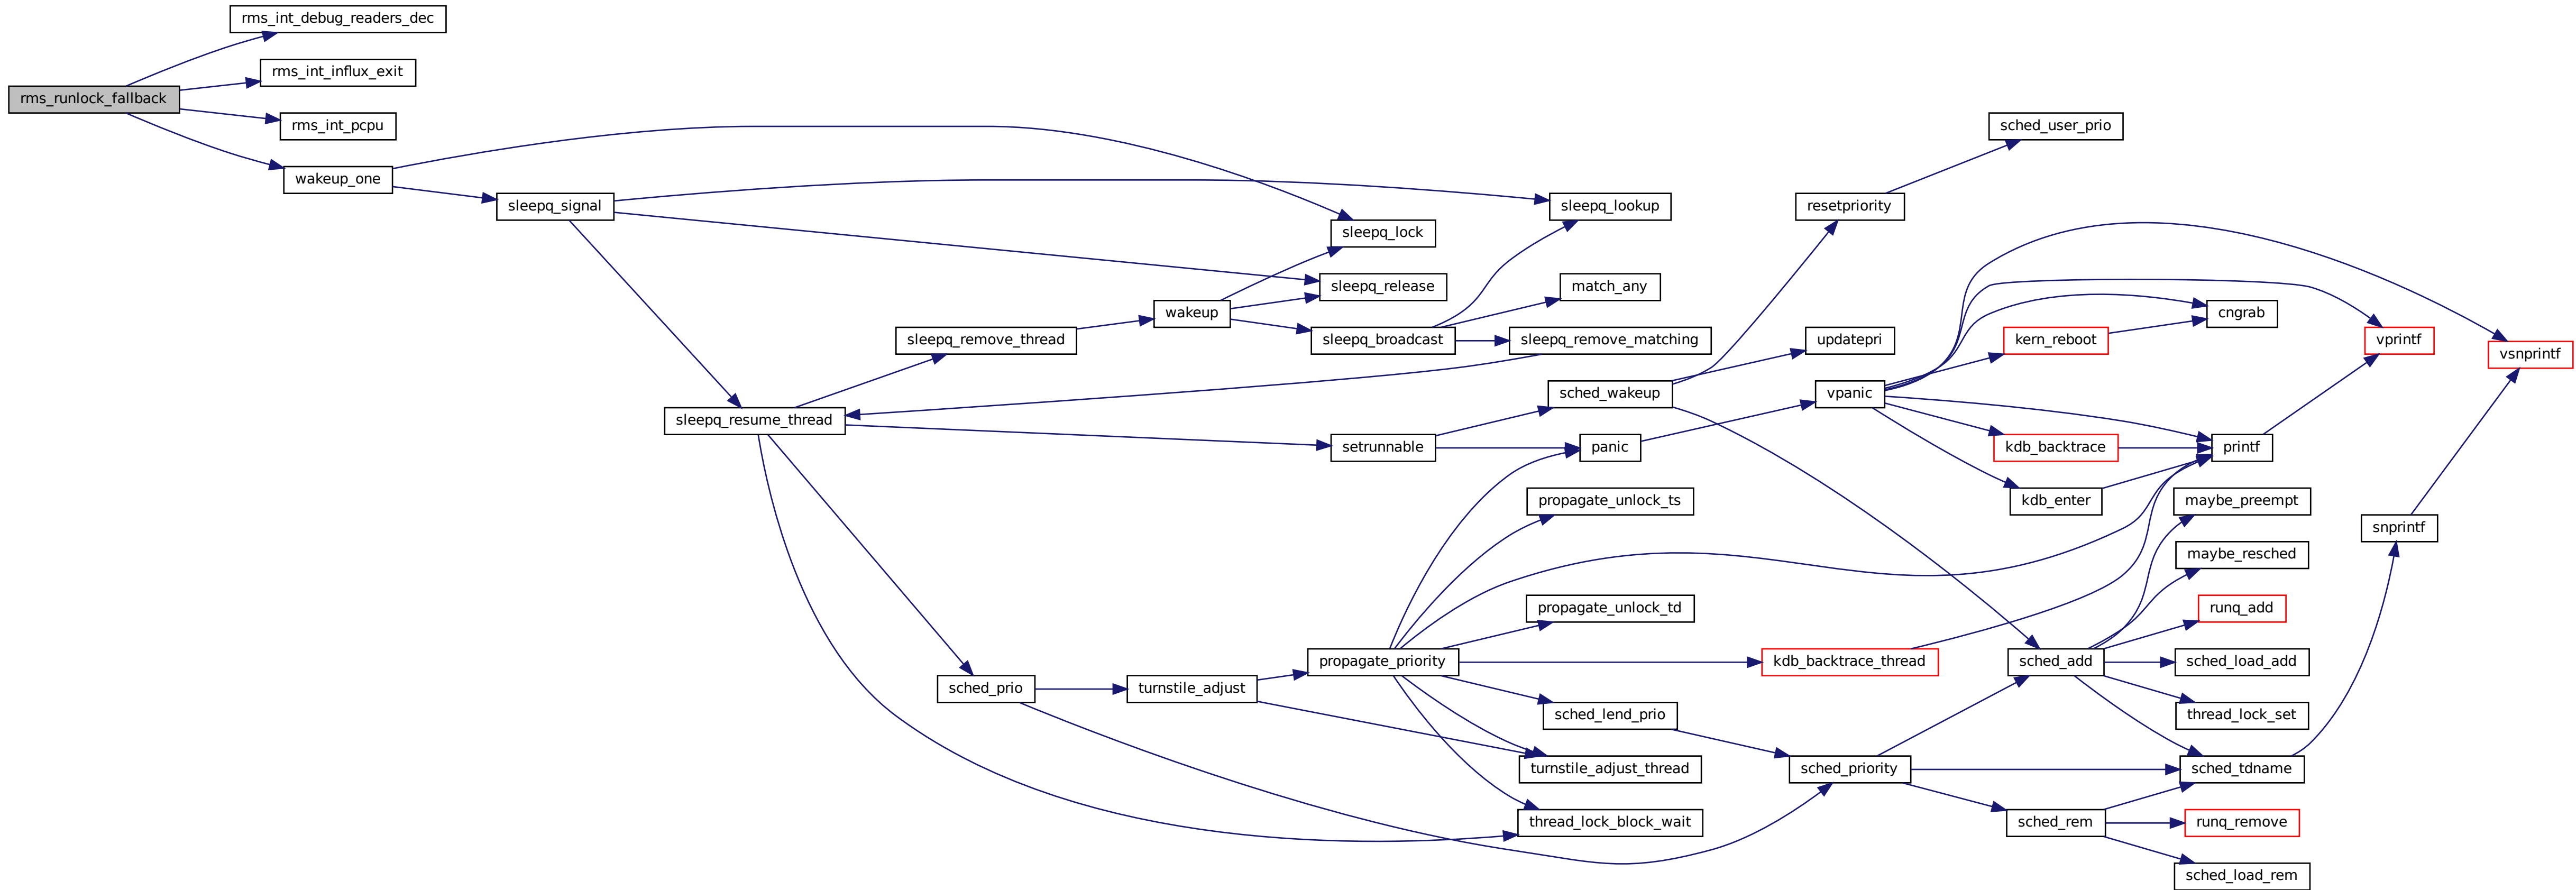 rms_runlock_fallback
rms_int_debug_readers_dec
rms_int_influx_exit
rms_int_pcpu
wakeup_one
sleepq_signal
sleepq_resume_thread
sleepq_remove_thread
sched_prio
wakeup
turnstile_adjust
sleepq_lock
sleepq_release
sleepq_broadcast
setrunnable
propagate_priority
sleepq_lookup
match_any
sleepq_remove_matching
sched_wakeup
panic
propagate_unlock_ts
propagate_unlock_td
sched_lend_prio
turnstile_adjust_thread
thread_lock_block_wait
resetpriority
updatepri
vpanic
kdb_backtrace_thread
sched_priority
sched_user_prio
kern_reboot
kdb_backtrace
kdb_enter
sched_add
sched_rem
cngrab
printf
maybe_preempt
maybe_resched
runq_add
sched_load_add
thread_lock_set
sched_tdname
runq_remove
sched_load_rem
vprintf
snprintf
vsnprintf